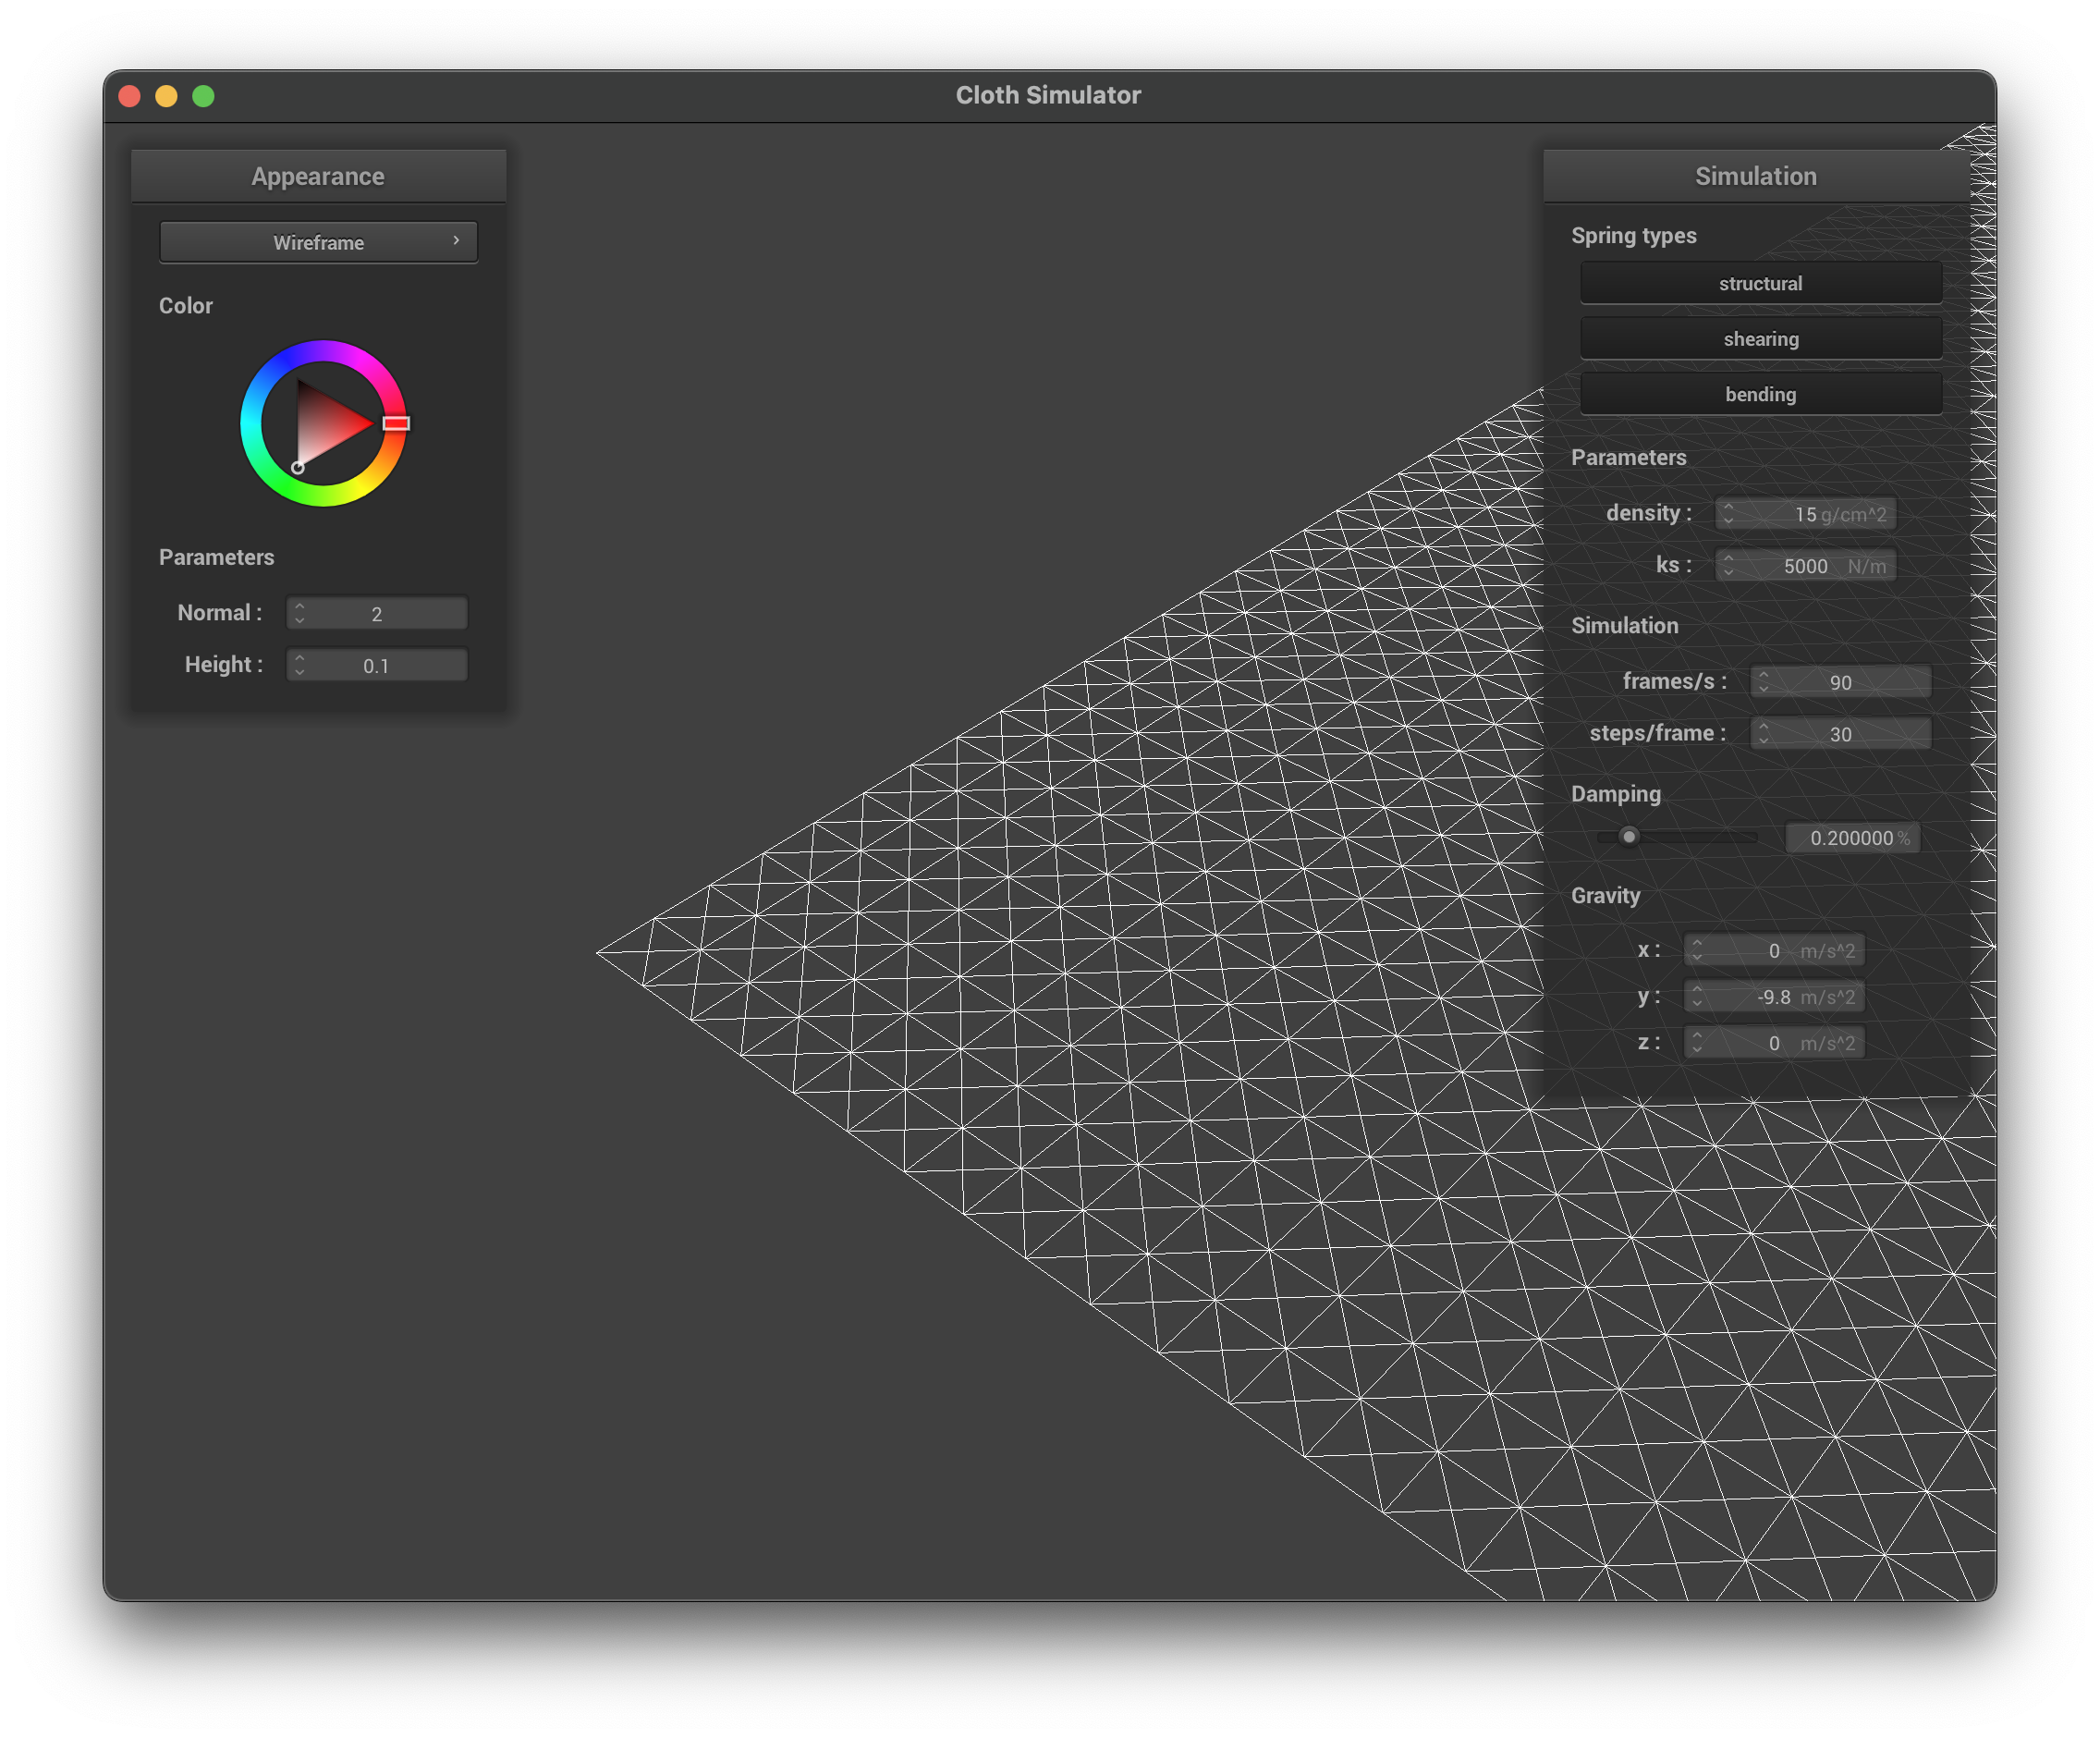 Cloth Simulator
Appearance
Wireframe
Color
Parameters
Normal : 2
Height : 0.1
Simulation
Spring types
structural
shearing
bending
Parameters
density : 15 g/cm^2
ks : 5000 N/m
Simulation
frames/s : 90
steps/frame : 30
Damping
0.200000 %
Gravity
x : 0 m/s^2
y : -9.8 m/s^2
z : 0 m/s^2